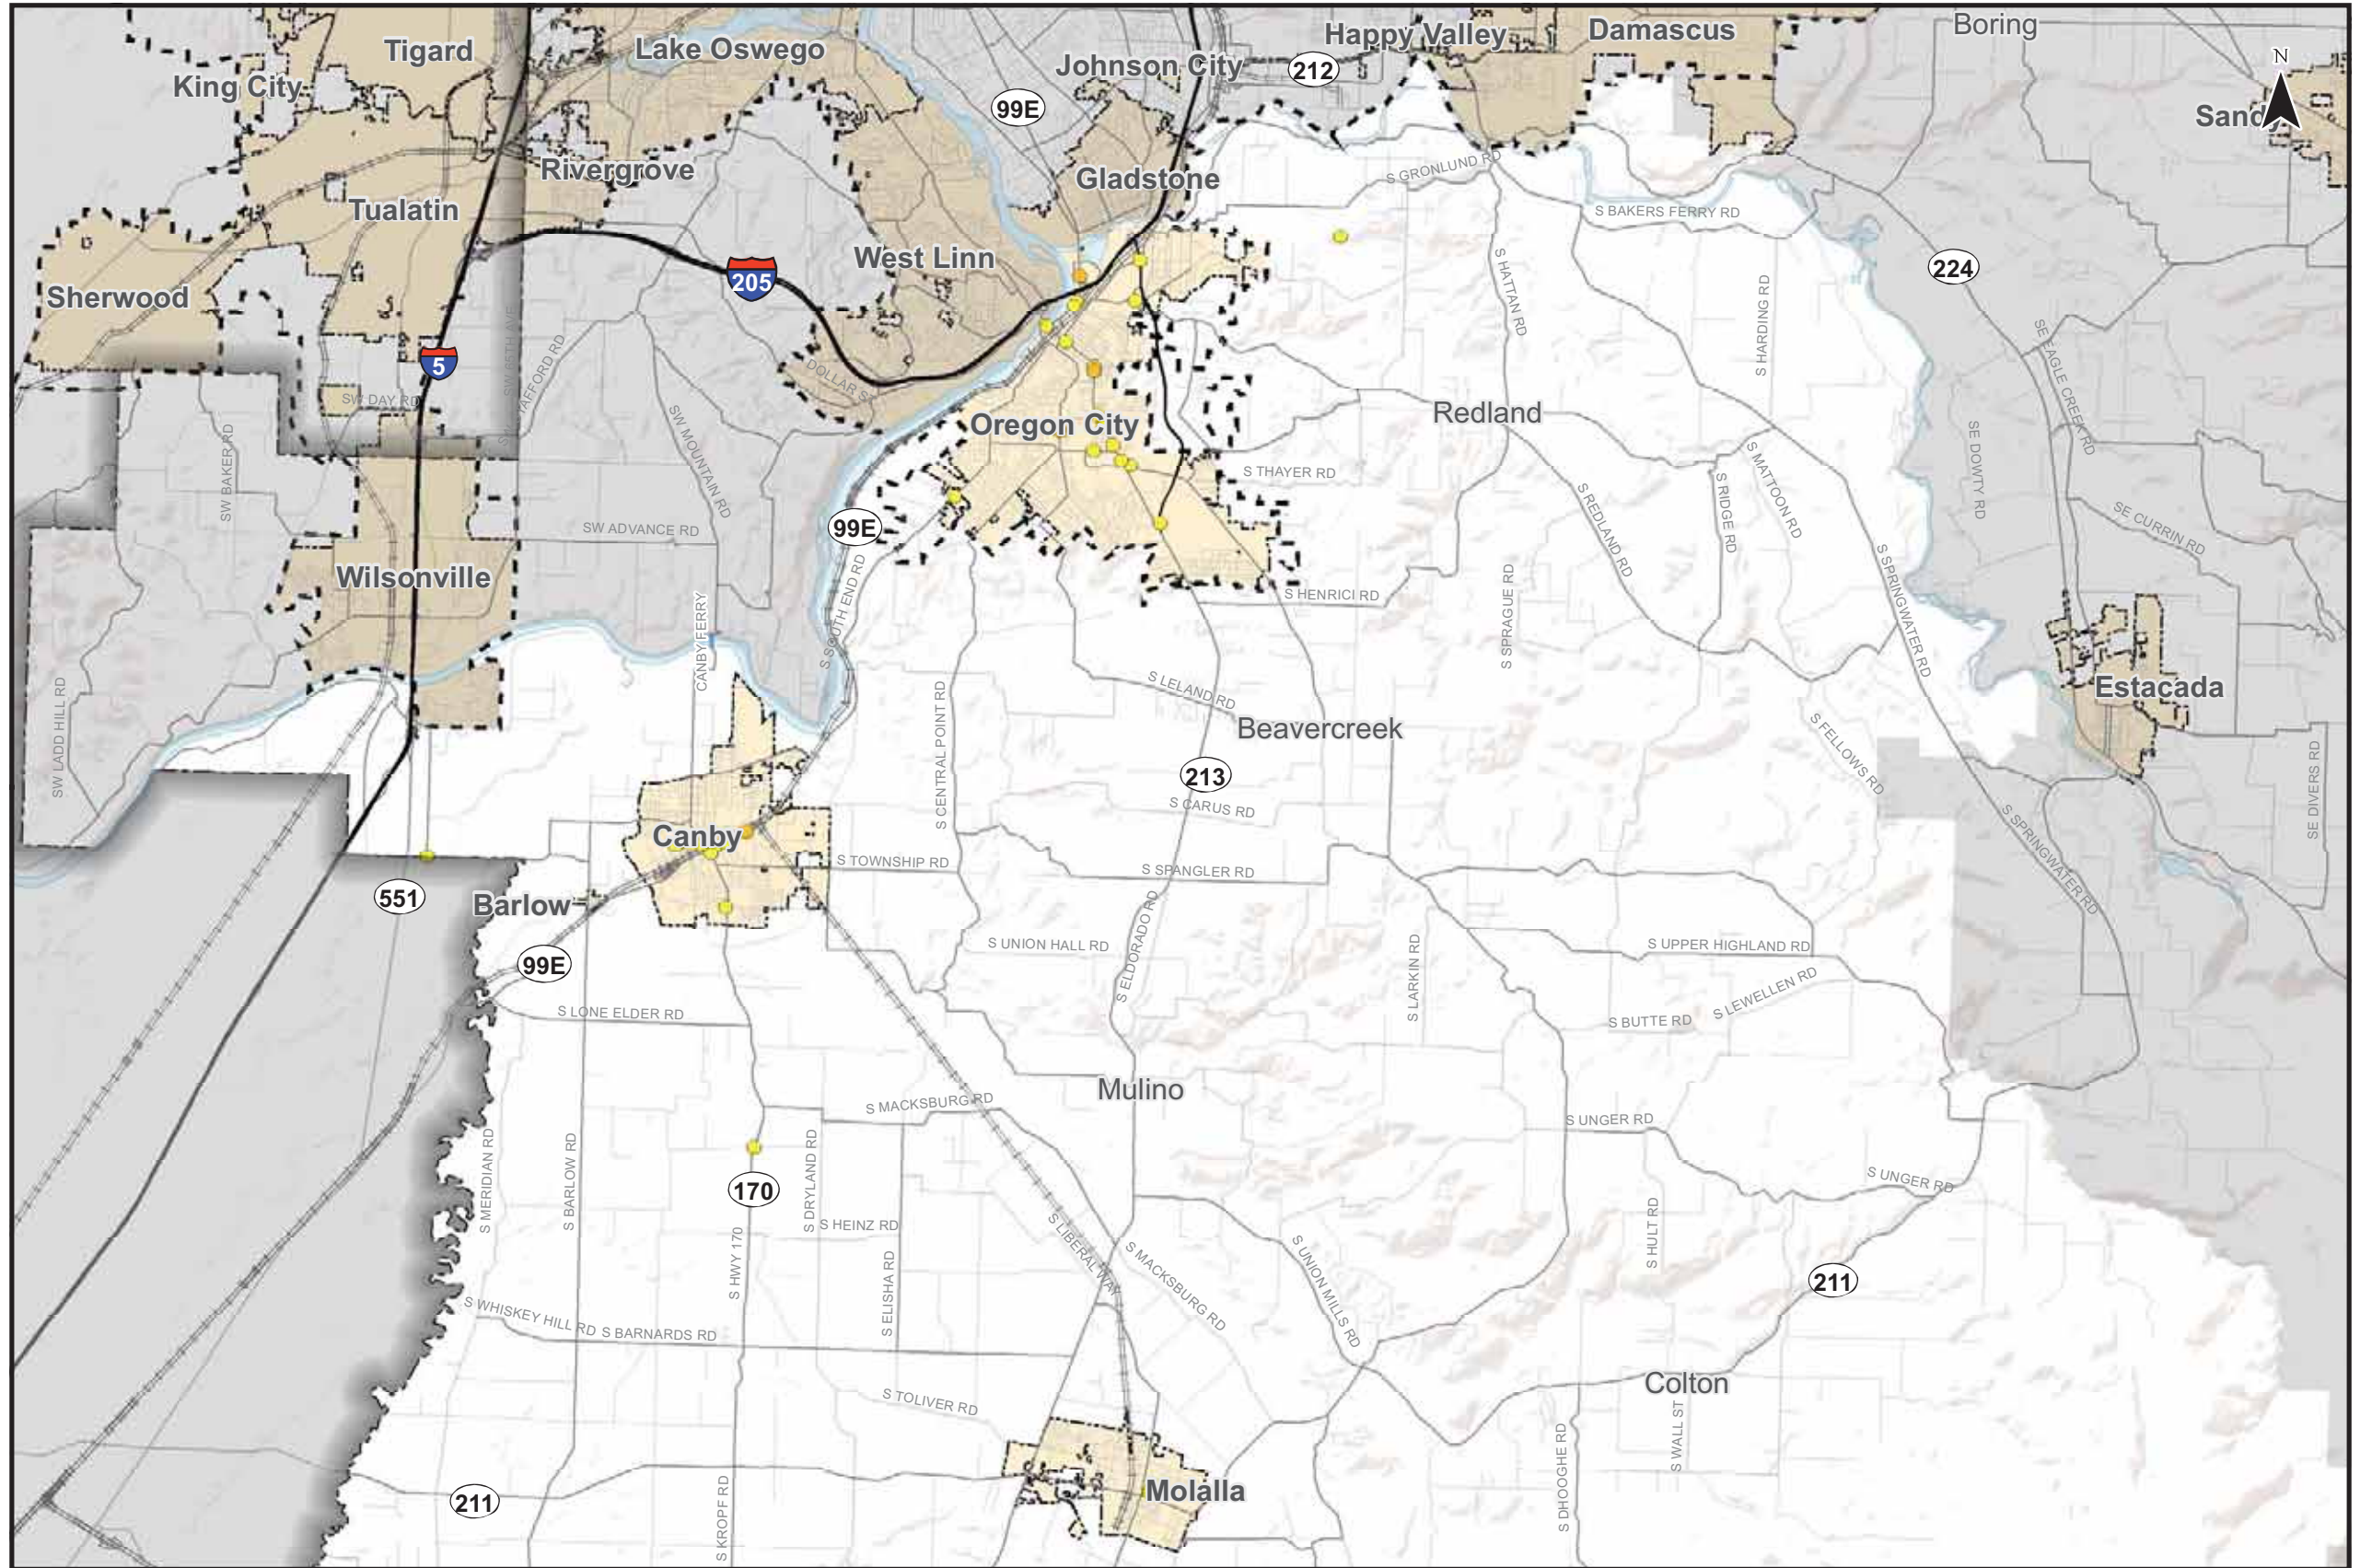 Boring
Tigard
Lake Oswego
Happy Valley
Damascus
King City
Johnson City
212
N
99E
Sandy
Rivergrove
Gladstone
S GRONLUND RD
Tualatin
S BAKERS FERRY RD
West Linn
224
205
Sherwood
S HATTAN RD
S HARDING RD
SW 65TH AVE
5
SE EAGLE CREEK RD
STAFFORD RD
DOLLAR ST
SW DAY RD
Redland
Oregon City
SW BAKER RD
SW MOUNTAIN RD
S THAYER RD
S MATTOON RD
SE DOWTY RD
S RIDGE RD
S REDLAND RD
99E
SW ADVANCE RD
SE CURRIN RD
Wilsonville
S HENRICI RD
S SPRINGWATER RD
S SOUTH END RD
S SPRAGUE RD
CANBY FERRY
S LELAND RD
Estacada
SW LADD HILL RD
S CENTRAL POINT RD
Beavercreek
S FELLOWS RD
213
SE DIVERS RD
S CARUS RD
Canby
S TOWNSHIP RD
S SPANGLER RD
S SPRINGWATER RD
551
Barlow
S ELDORADO RD
S UNION HALL RD
S UPPER HIGHLAND RD
99E
S LARKIN RD
S LEWELLEN RD
S LONE ELDER RD
S BUTTE RD
Mulino
S MACKSBURG RD
S UNGER RD
S MERIDIAN RD
S BARLOW RD
S DRYLAND RD
170
S UNGER RD
S HEINZ RD
S HULT RD
S LIBERAL WAY
S HWY 170
S MACKSBURG RD
S UNION MILLS RD
S ELISHA RD
211
S WHISKEY HILL RD
S BARNARDS RD
Colton
S TOLIVER RD
S WALL ST
S DHOOGHE RD
Molalla
211
S KROPF RD